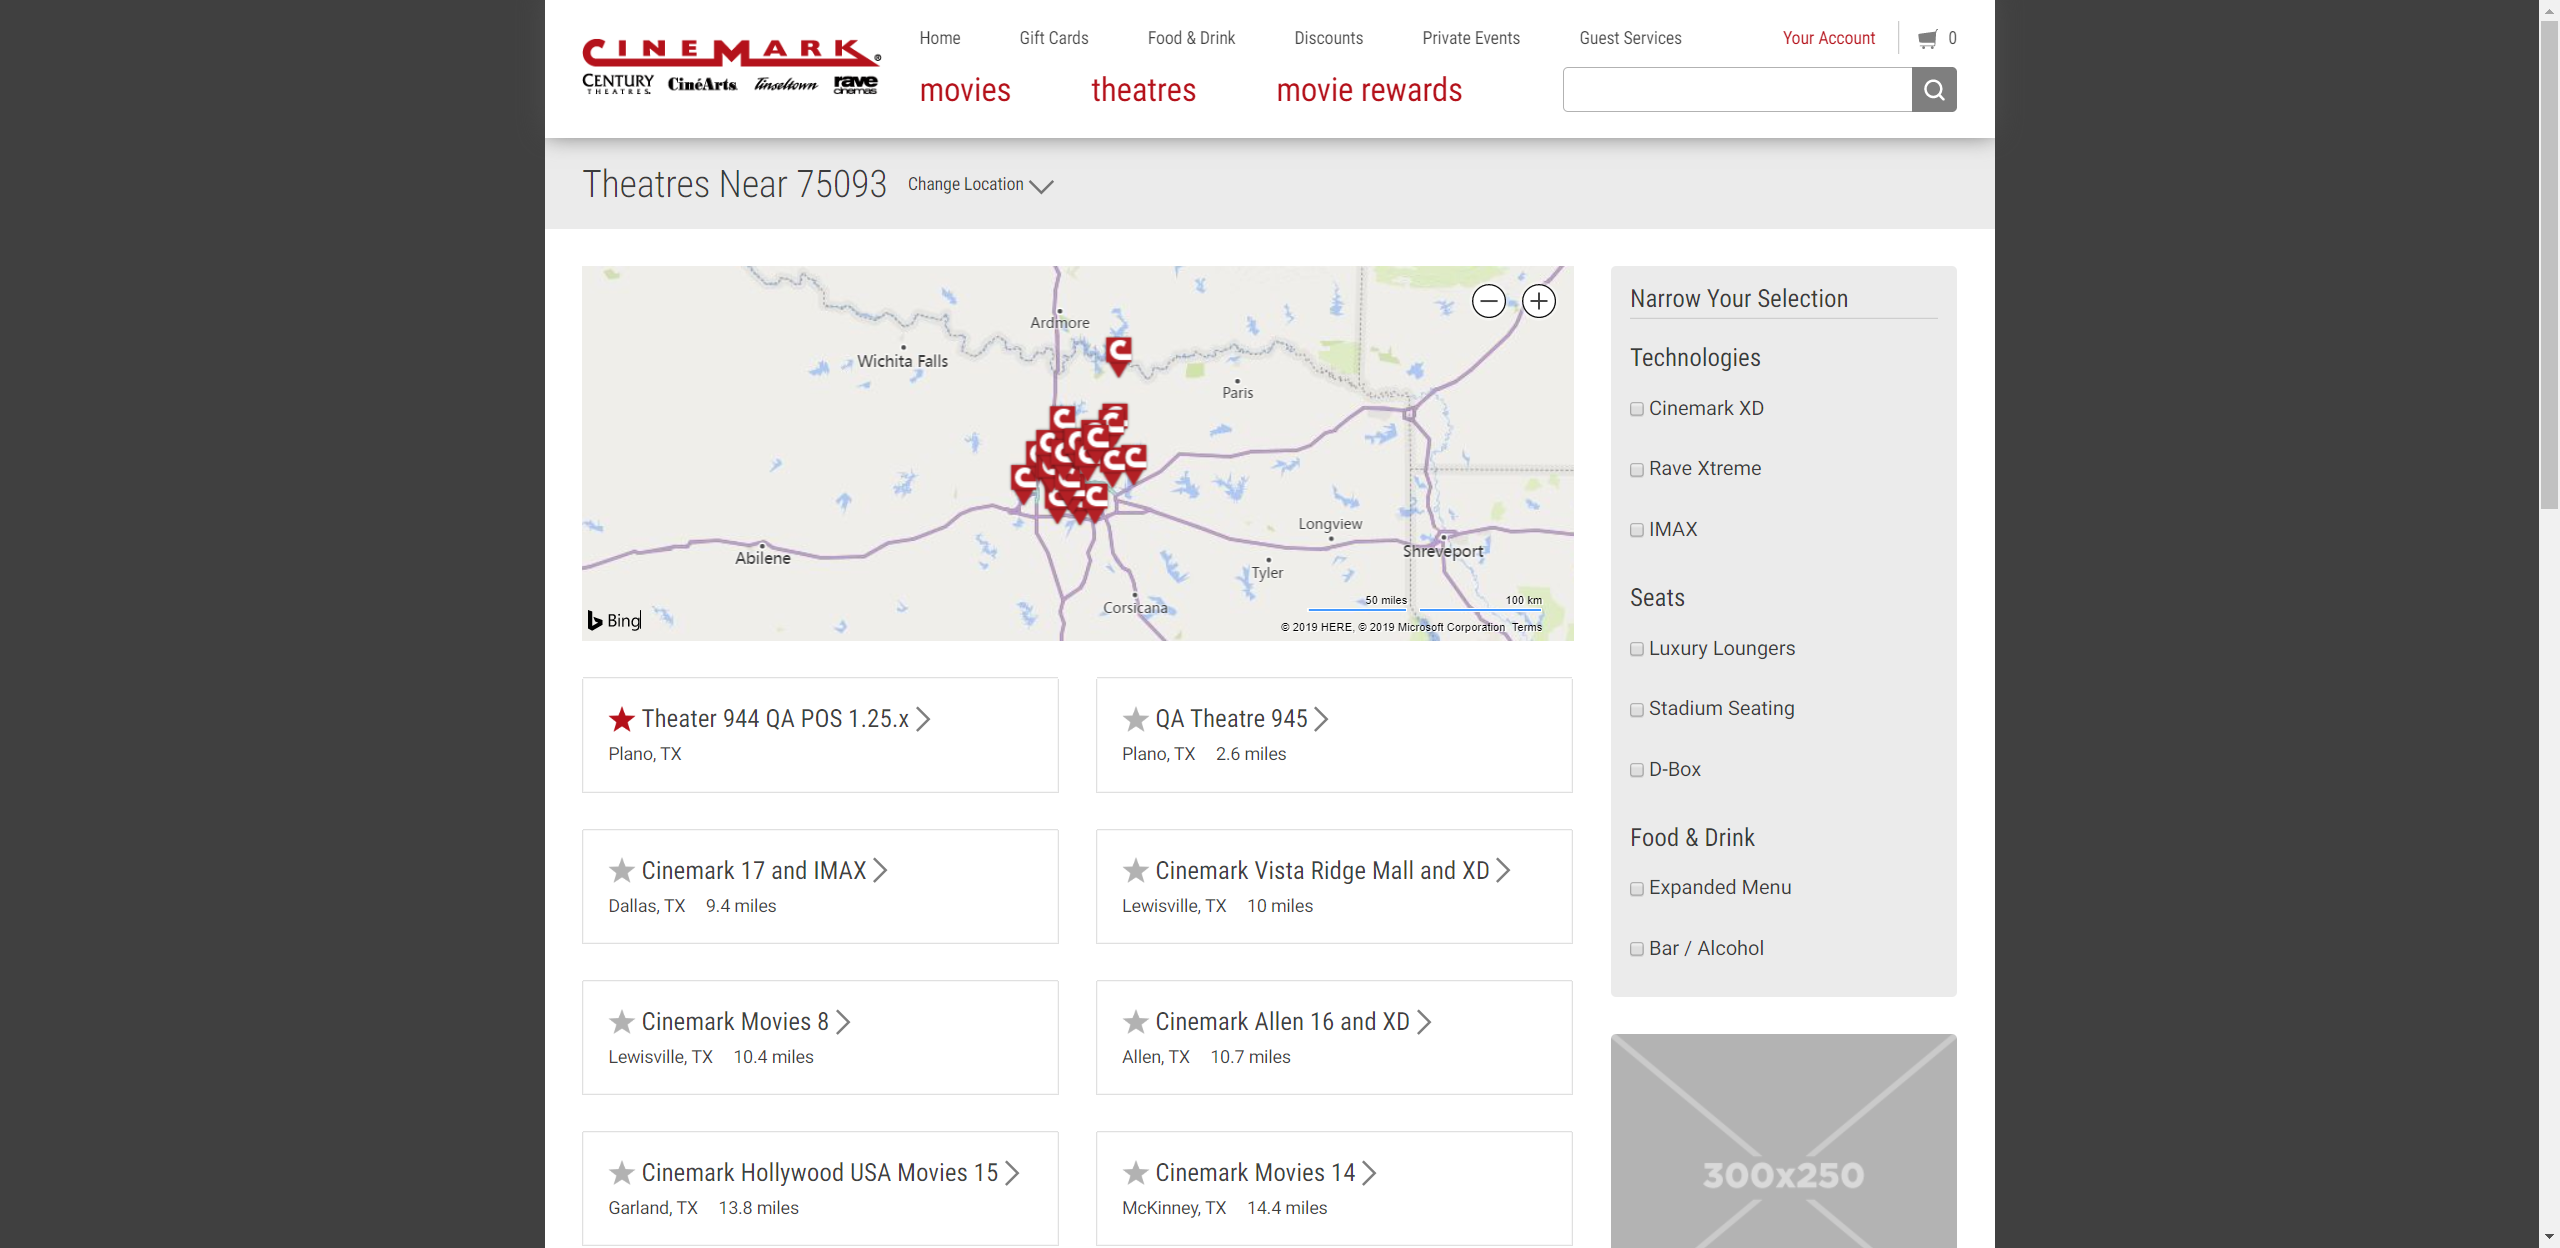 CINEMARK®
CENTURY THEATRES. CinéArts Tinseltown rave cinemas
Home Gift Cards Food & Drink Discounts Private Events Guest Services Your Account 0
movies theatres movie rewards
Theatres Near 75093 Change Location
Ardmore
Wichita Falls
Paris
Longview
Shreveport
Abilene
Tyler
Corsicana
50 miles 100 km
Bing
© 2019 HERE, © 2019 Microsoft Corporation Terms
Theater 944 QA POS 1.25.x
Plano, TX
QA Theatre 945
Plano, TX 2.6 miles
Cinemark 17 and IMAX
Dallas, TX 9.4 miles
Cinemark Vista Ridge Mall and XD
Lewisville, TX 10 miles
Cinemark Movies 8
Lewisville, TX 10.4 miles
Cinemark Allen 16 and XD
Allen, TX 10.7 miles
Cinemark Hollywood USA Movies 15
Garland, TX 13.8 miles
Cinemark Movies 14
McKinney, TX 14.4 miles
Narrow Your Selection
Technologies
Cinemark XD
Rave Xtreme
IMAX
Seats
Luxury Loungers
Stadium Seating
D-Box
Food & Drink
Expanded Menu
Bar / Alcohol
300x250